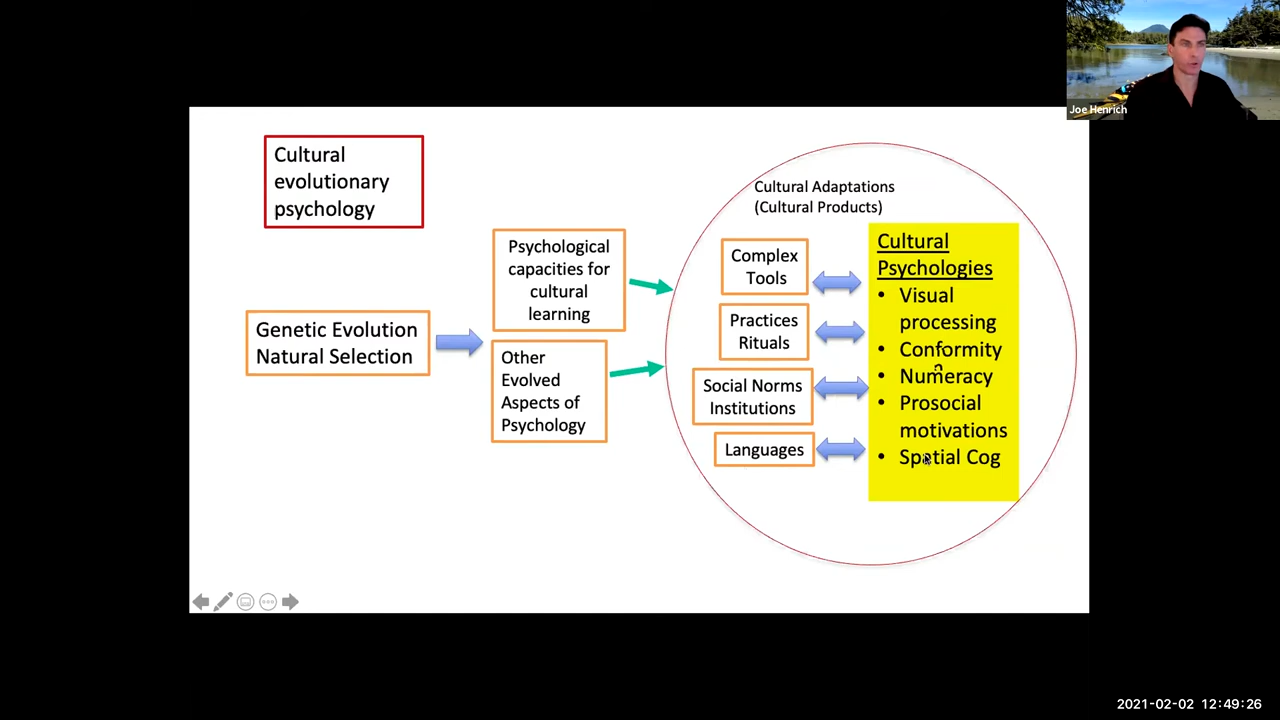 Joe Henrich
Cultural
evolutionary
psychology
Genetic Evolution
Natural Selection
Psychological
capacities for
cultural
learning
Other
Evolved
Aspects of
Psychology
Cultural Adaptations
(Cultural Products)
Complex
Tools
Practices
Rituals
Social Norms
Institutions
Languages
Cultural
Psychologies
• Visual
processing
• Conformity
• Numeracy
• Prosocial
motivations
• Spatial Cog
2021-02-02 12:49:26